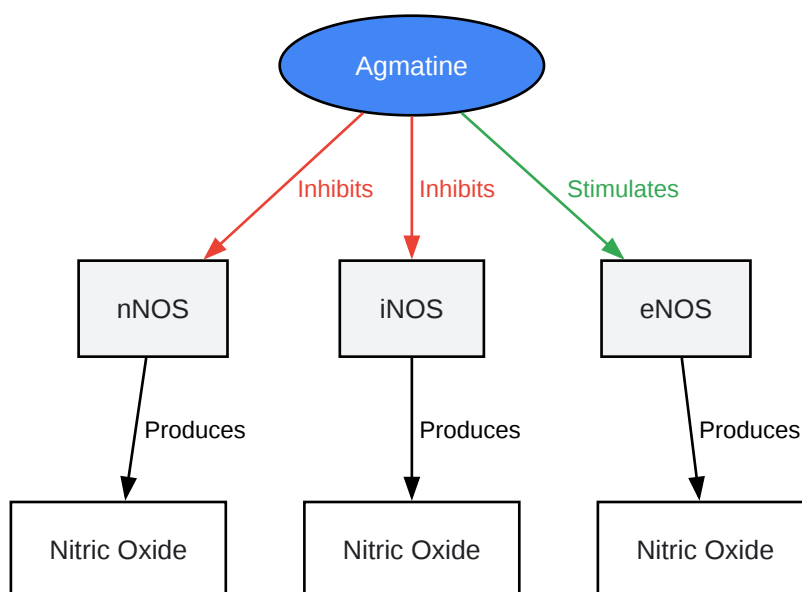 Agmatine
Inhibits
Inhibits
Stimulates
nNOS
iNOS
eNOS
Produces
Produces
Produces
Nitric Oxide
Nitric Oxide
Nitric Oxide